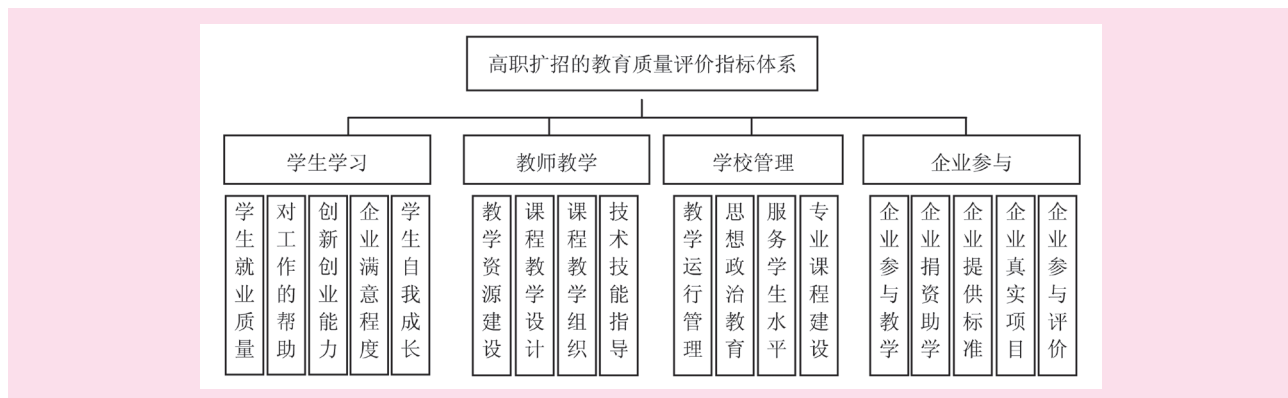 高职扩招的教育质量评价指标体系
学生学习
教师教学
学校管理
企业参与
学生就业质量
对工作的帮助
创新创业能力
企业满意程度
学生自我成长
教学资源建设
课程教学设计
课程教学组织
技术技能指导
教学运行管理
思想政治教育
服务学生水平
专业课程建设
企业参与教学
企业捐资助学
企业提供标准
企业真实项目
企业参与评价